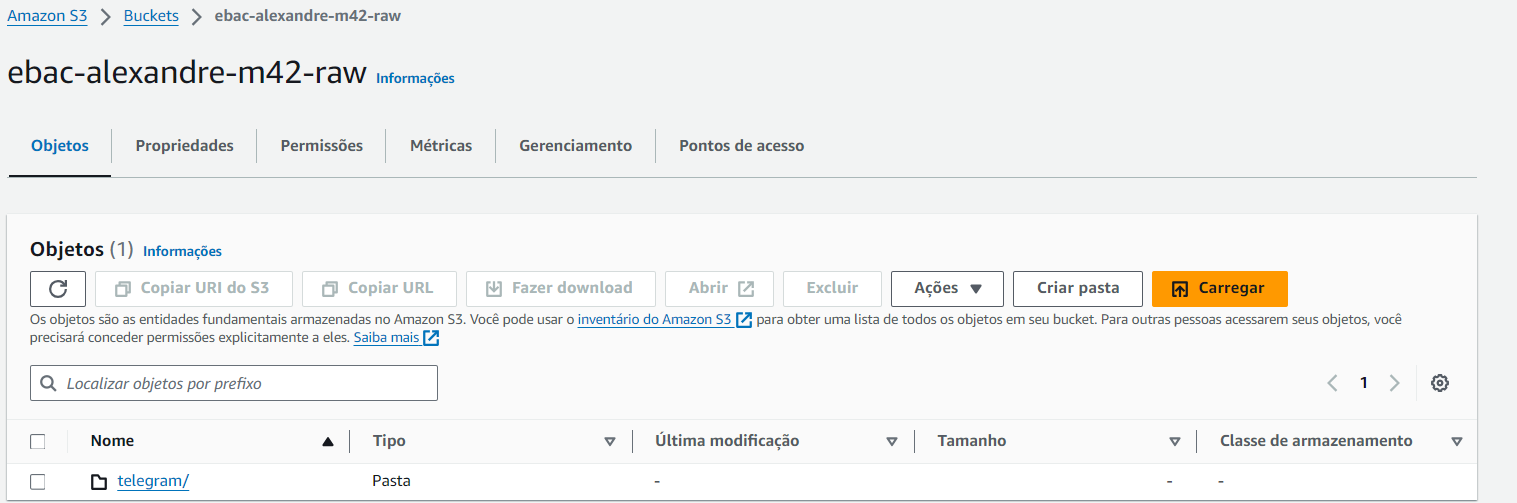 Amazon S3 > Buckets > ebac-alexandre-m42-raw
ebac-alexandre-m42-raw Informações
Objetos Propriedades Permissões Métricas Gerenciamento Pontos de acesso
Objetos (1) Informações
Copiar URI do S3 Copiar URL Fazer download Abrir Excluir Ações Criar pasta Carregar
Os objetos são as entidades fundamentais armazenadas no Amazon S3. Você pode usar o inventário do Amazon S3 para obter uma lista de todos os objetos em seu bucket. Para outras pessoas acessarem seus objetos, você
precisará conceder permissões explicitamente a eles. Saiba mais
Localizar objetos por prefixo
< 1 >
Nome Tipo Última modificação Tamanho Classe de armazenamento
telegram/ Pasta - - -